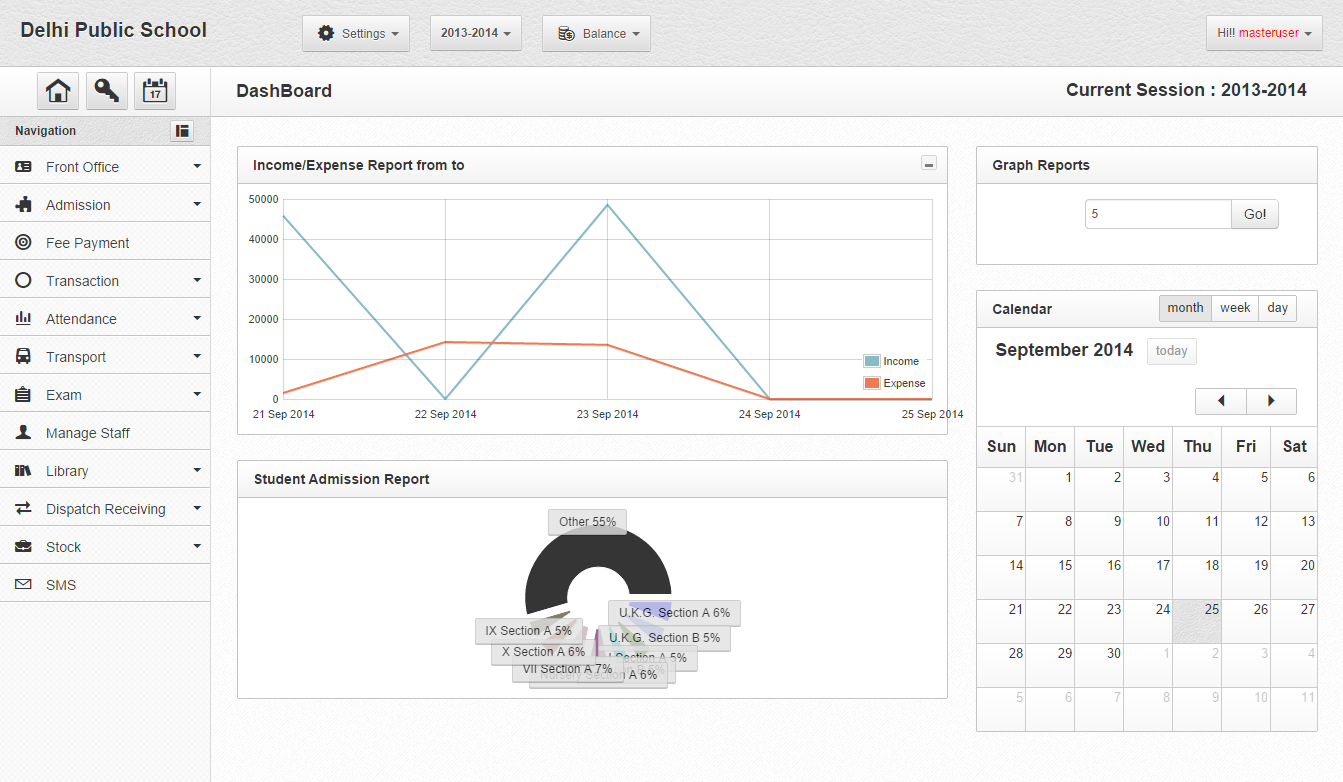 Delhi Public School
Settings
2013-2014
Balance
Hi!! masteruser
17
DashBoard
Current Session : 2013-2014
Navigation
Front Office
Admission
Fee Payment
Transaction
Attendance
Transport
Exam
Manage Staff
Library
Dispatch Receiving
Stock
SMS
Income/Expense Report from to
50000
40000
30000
20000
10000
0
21 Sep 2014
22 Sep 2014
23 Sep 2014
24 Sep 2014
25 Sep 2014
Income
Expense
Student Admission Report
Other 55%
U.K.G. Section A 6%
IX Section A 5%
U.K.G. Section B 5%
X Section A 6%
I Section A 5%
VII Section A 7%
Nursery Section A 6%
Graph Reports
5
Go!
Calendar
month
week
day
September 2014
today
Sun Mon Tue Wed Thu Fri Sat
31 1 2 3 4 5 6
7 8 9 10 11 12 13
14 15 16 17 18 19 20
21 22 23 24 25 26 27
28 29 30 1 2 3 4
5 6 7 8 9 10 11